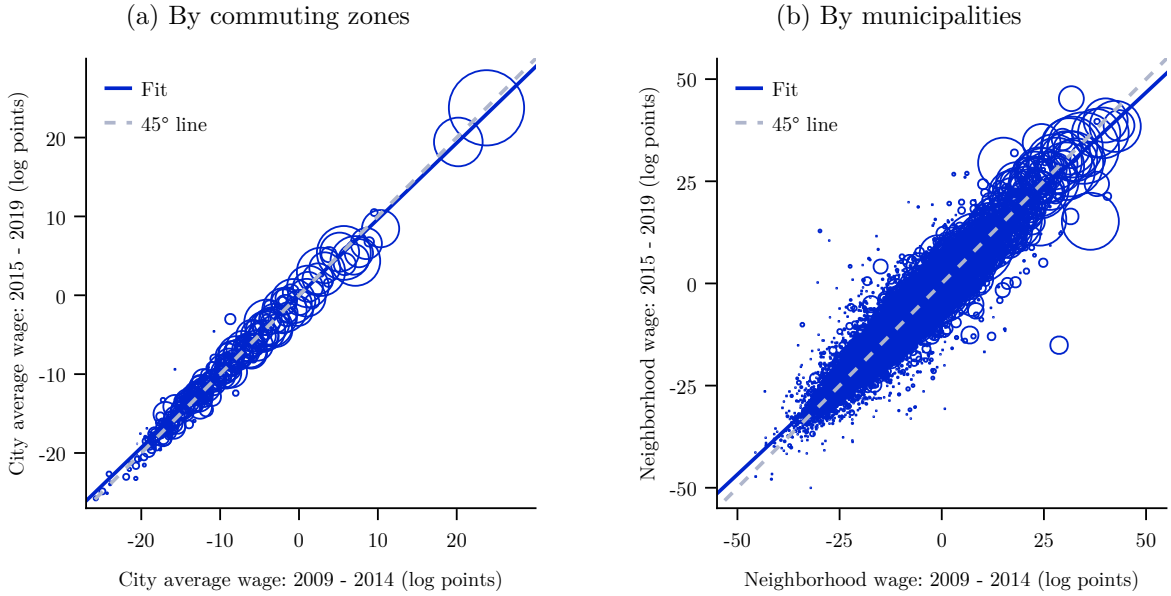 (a) By commuting zones
Fit
45° line
City average wage: 2015 - 2019 (log points)
20
10
0
-10
-20
-20
-10
0
10
20
City average wage: 2009 - 2014 (log points)
(b) By municipalities
Fit
45° line
Neighborhood wage: 2015 - 2019 (log points)
50
25
0
-25
-50
-50
-25
0
25
50
Neighborhood wage: 2009 - 2014 (log points)